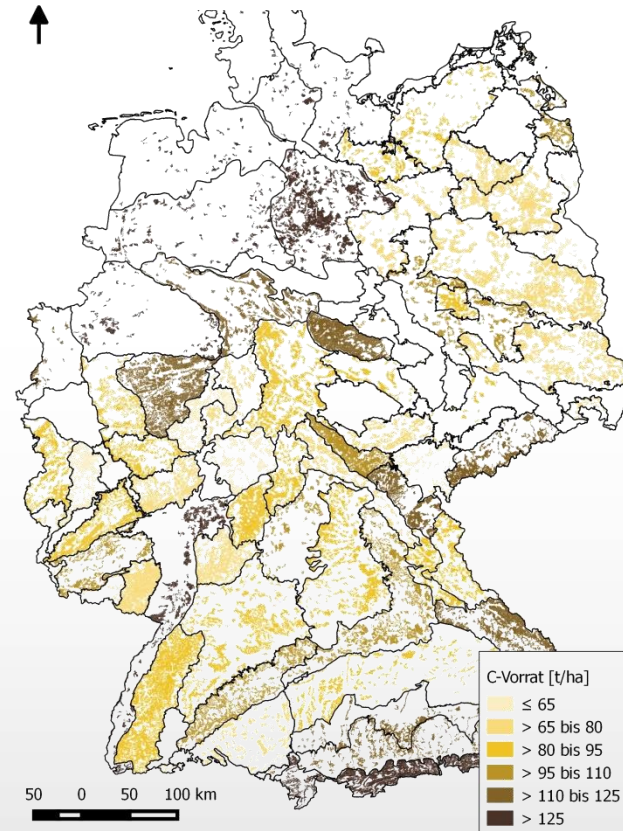 C-Vorrat [t/ha]
≤ 65
> 65 bis 80
> 80 bis 95
> 95 bis 110
> 110 bis 125
> 125
50 0 50 100 km